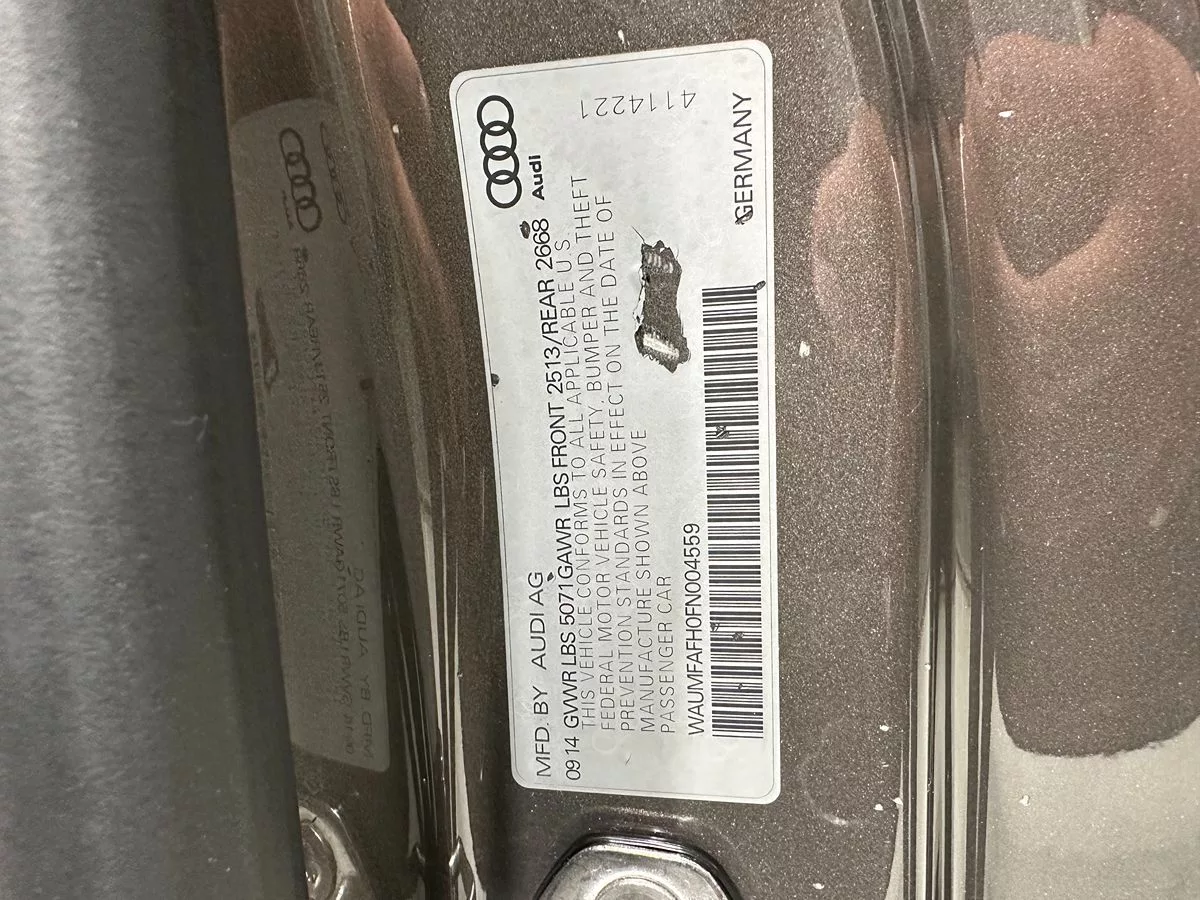 MFD. BY AUDI AG
Audi
0914 GVWR LBS 5071 GAWR LBS FRONT 2513/REAR 2668
THIS VEHICLE CONFORMS TO ALL APPLICABLE U.S.
FEDERAL MOTOR VEHICLE SAFETY, BUMPER AND THEFT
PREVENTION STANDARDS IN EFFECT ON THE DATE OF
MANUFACTURE SHOWN ABOVE
PASSENGER CAR
WAUMFAFH0FN004559
GERMANY
4114221